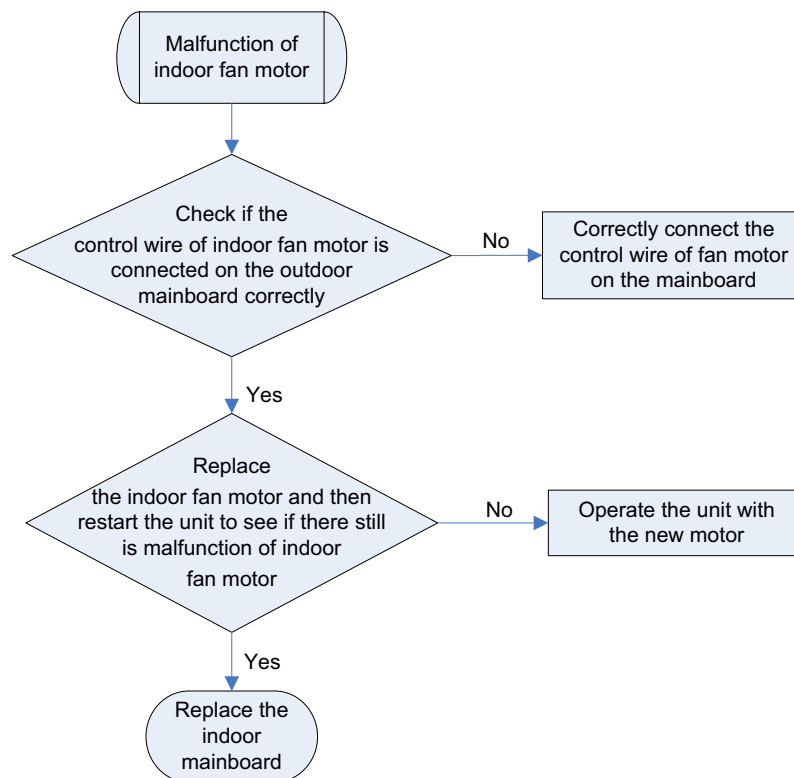 Malfunction of
indoor fan motor
Check if the
control wire of indoor fan motor is
connected on the outdoor
mainboard correctly
No
Correctly connect the
control wire of fan motor
on the mainboard
Yes
Replace
the indoor fan motor and then
restart the unit to see if there still
is malfunction of indoor
fan motor
No
Operate the unit with
the new motor
Yes
Replace the
indoor
mainboard